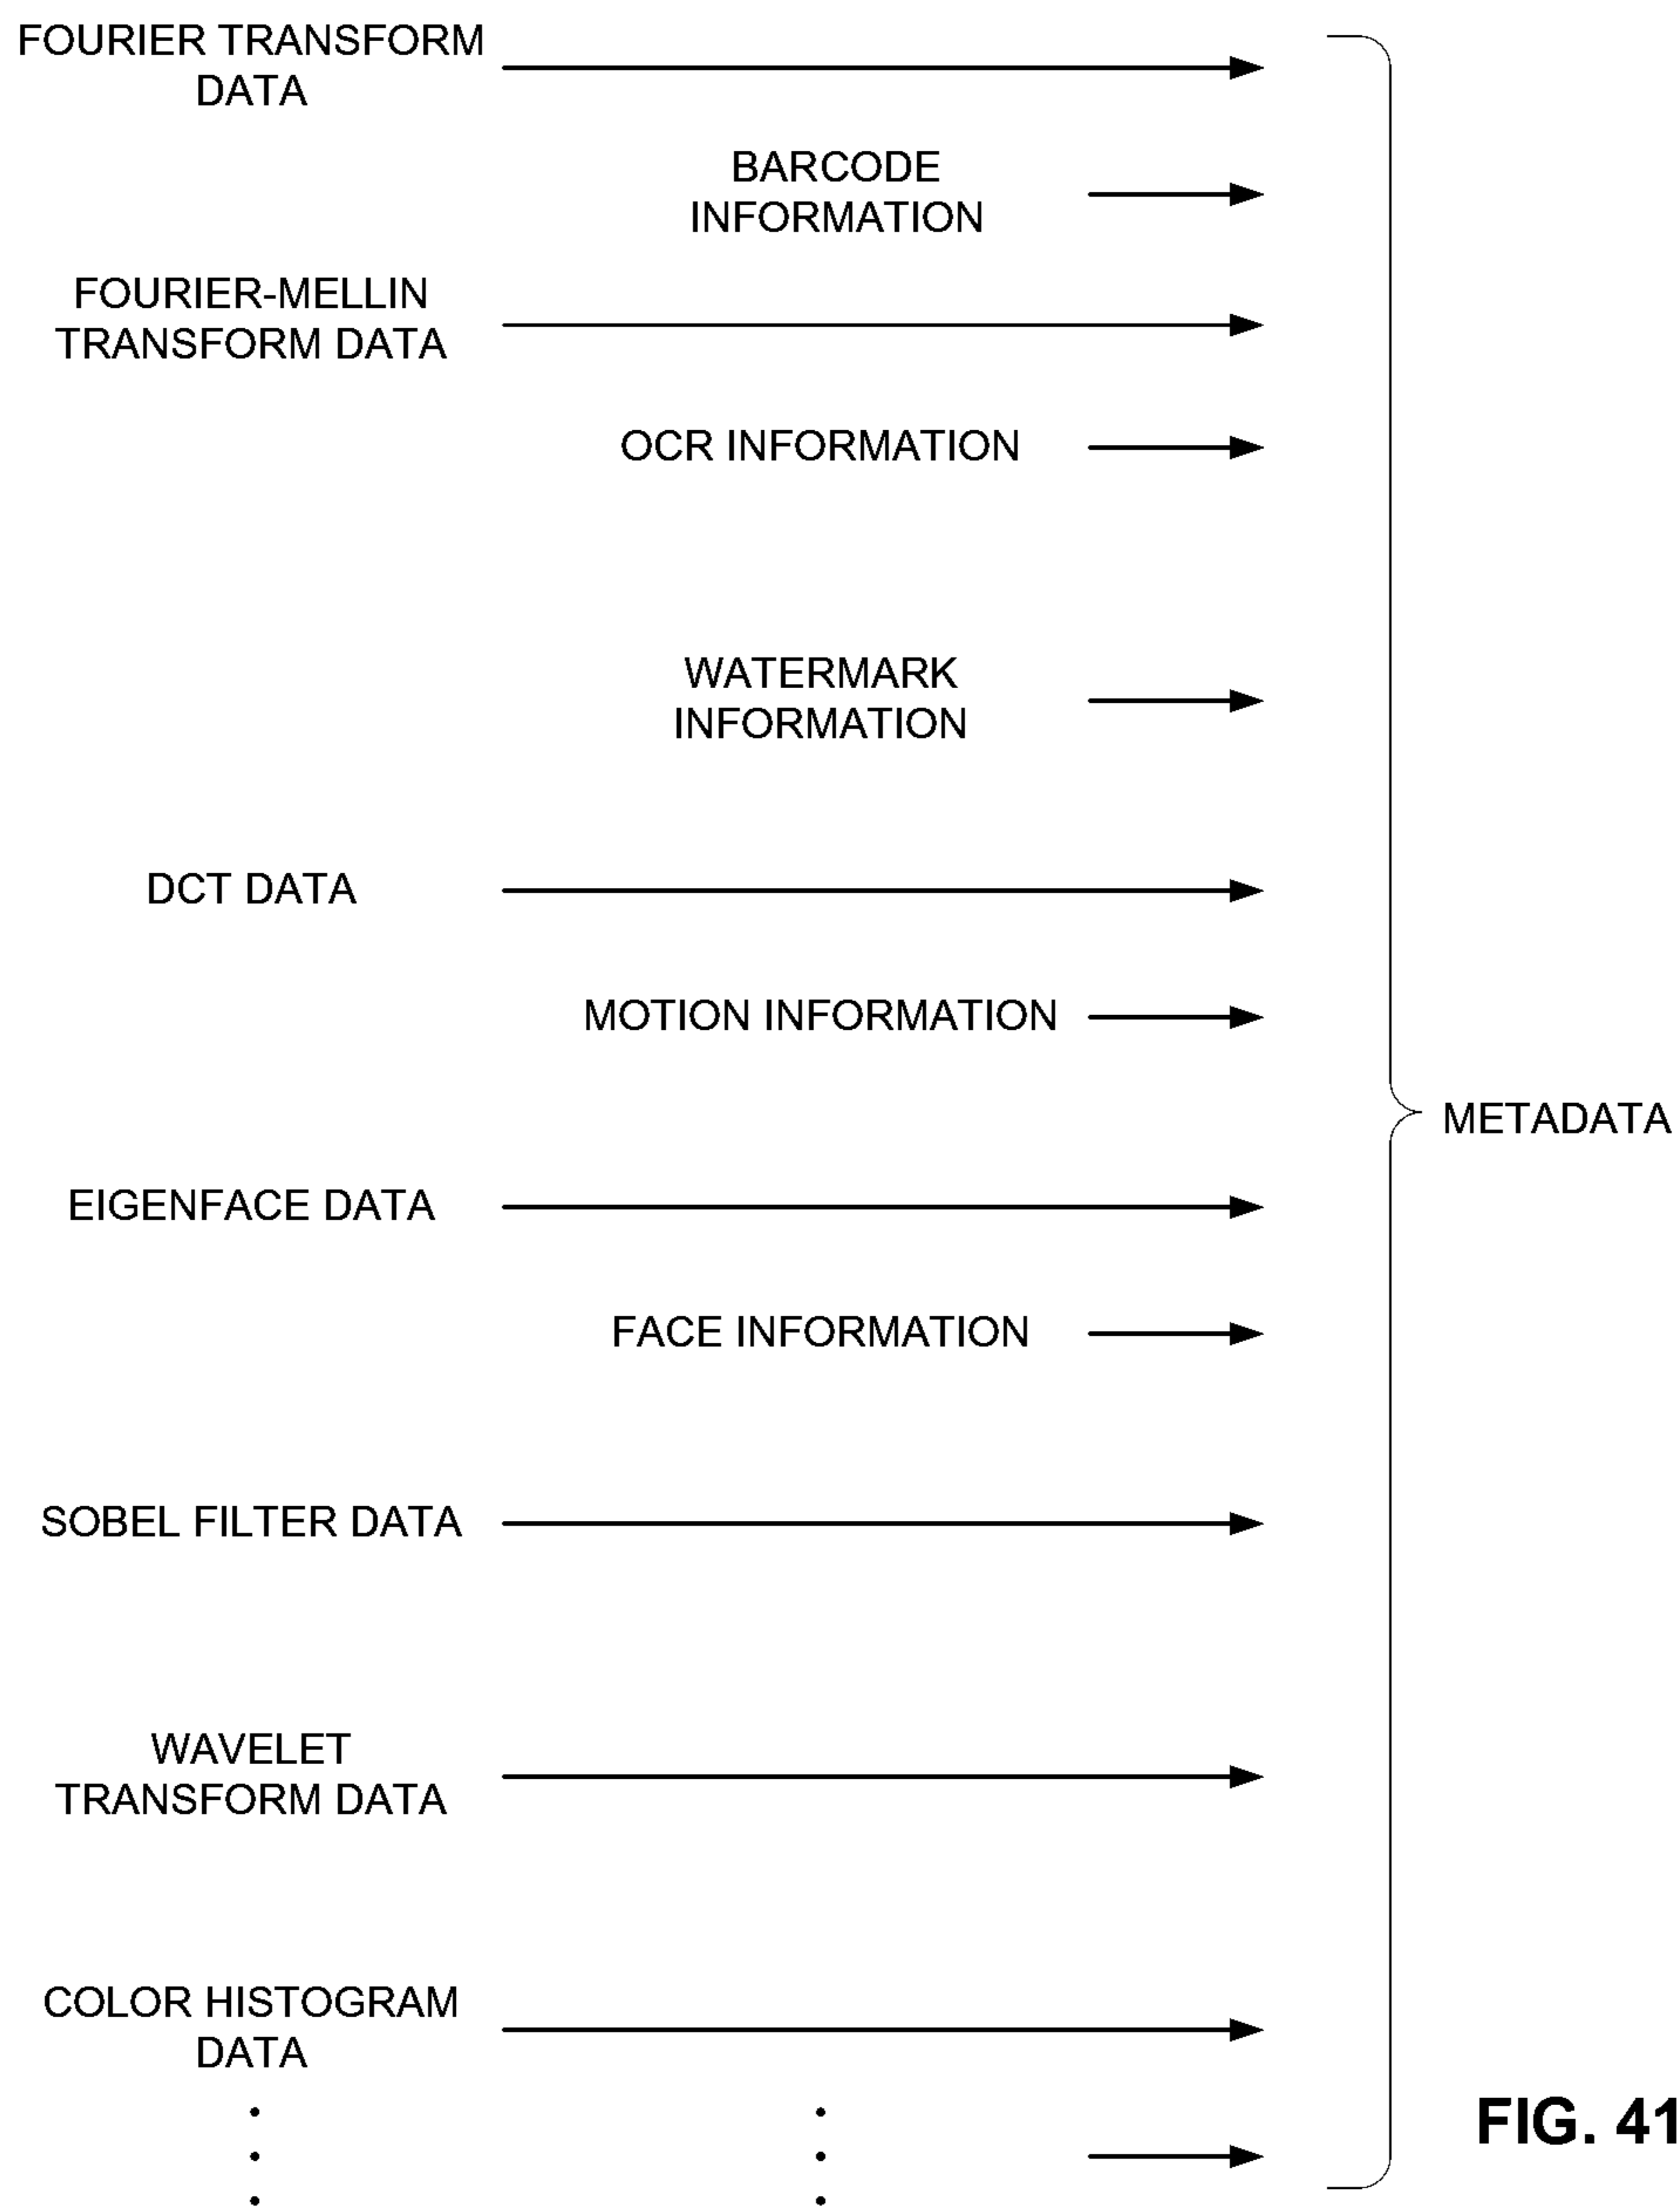 FOURIER TRANSFORM
DATA
BARCODE
INFORMATION
FOURIER-MELLIN
TRANSFORM DATA
OCR INFORMATION
WATERMARK
INFORMATION
DCT DATA
MOTION INFORMATION
METADATA
EIGENFACE DATA
FACE INFORMATION
SOBEL FILTER DATA
WAVELET
TRANSFORM DATA
COLOR HISTOGRAM
DATA
FIG. 41